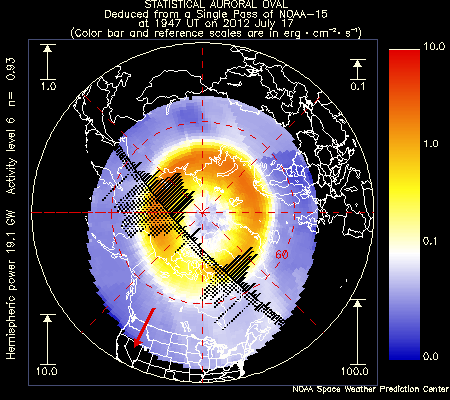 STATISTICAL AURORAL OVAL
Deduced from a Single Pass of NOAA-15
at 1947 UT on 2012 July 17
(Color bar and reference scales are in erg · cm⁻² · s⁻¹)
1.0
0.1
10.0
1.0
0.1
0.0
Hemispheric power 19.1 GW Activity level 6 n= 0.93
60
10.0
100.0
NOAA Space Weather Prediction Center